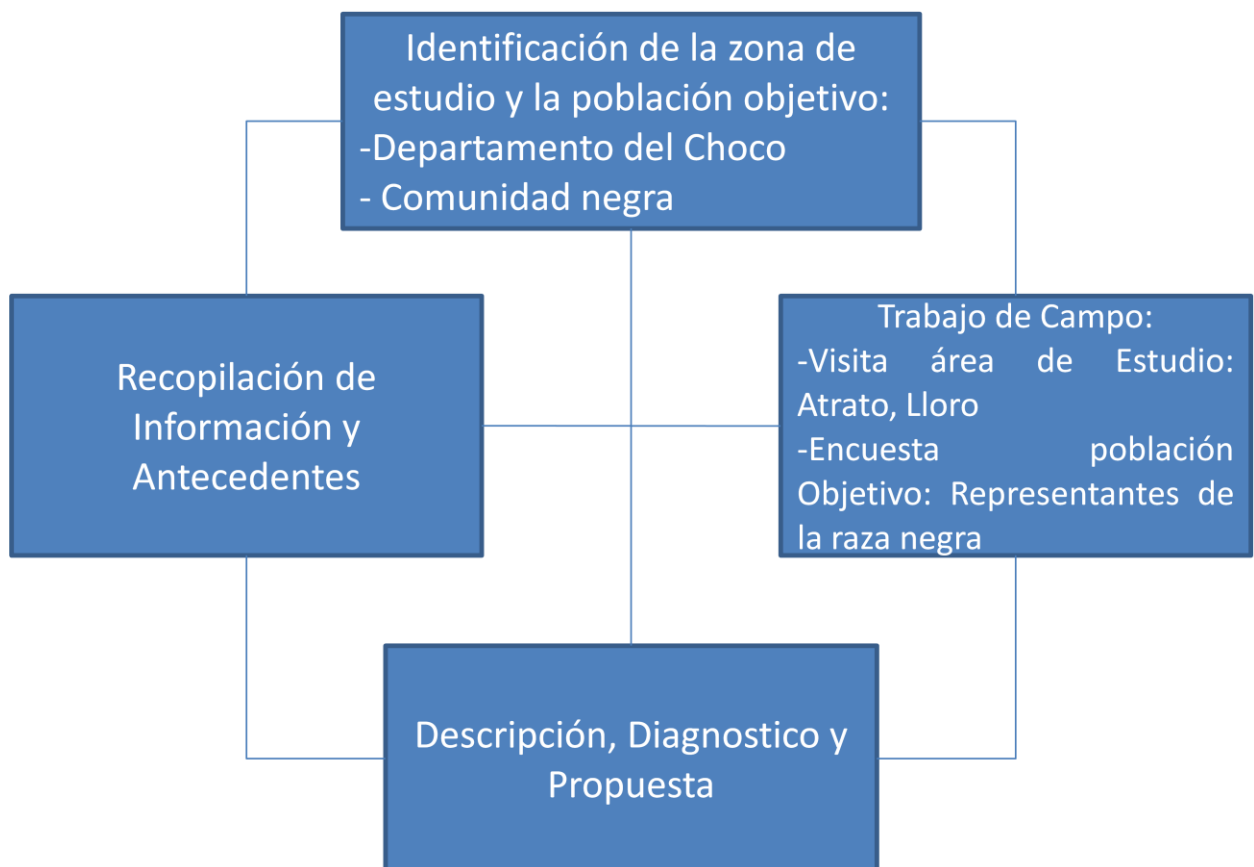 Identificación de la zona de
estudio y la población objetivo:
-Departamento del Choco
- Comunidad negra
Recopilación de
Información y
Antecedentes
Trabajo de Campo:
-Visita área de Estudio:
Atrato, Lloro
-Encuesta población
Objetivo: Representantes de
la raza negra
Descripción, Diagnostico y
Propuesta